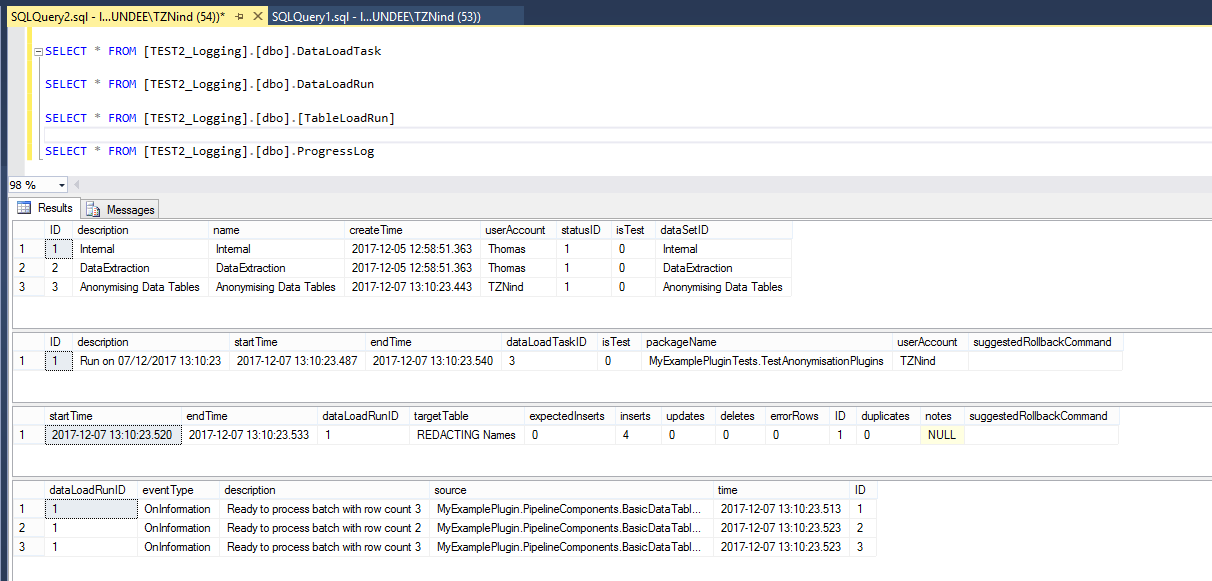 SQLQuery2.sql - I...UNDEE\TZNind (54))* SQLQuery1.sql - I...UNDEE\TZNind (53))
SELECT * FROM [TEST2_Logging].[dbo].DataLoadTask
SELECT * FROM [TEST2_Logging].[dbo].DataLoadRun
SELECT * FROM [TEST2_Logging].[dbo].[TableLoadRun]
SELECT * FROM [TEST2_Logging].[dbo].ProgressLog
98 %
Results Messages
ID description name createTime userAccount statusID isTest dataSetID
1 1 Internal Internal 2017-12-05 12:58:51.363 Thomas 1 0 Internal
2 2 DataExtraction DataExtraction 2017-12-05 12:58:51.363 Thomas 1 0 DataExtraction
3 3 Anonymising Data Tables Anonymising Data Tables 2017-12-07 13:10:23.443 TZNind 1 0 Anonymising Data Tables
ID description startTime endTime dataLoadTaskID isTest packageName userAccount suggestedRollbackCommand
1 1 Run on 07/12/2017 13:10:23 2017-12-07 13:10:23.487 2017-12-07 13:10:23.540 3 0 MyExamplePluginTests.TestAnonymisationPlugins TZNind
startTime endTime dataLoadRunID targetTable expectedInserts inserts updates deletes errorRows ID duplicates notes suggestedRollbackCommand
1 2017-12-07 13:10:23.520 2017-12-07 13:10:23.533 1 REDACTING Names 0 4 0 0 0 1 0 NULL
dataLoadRunID eventType description source time ID
1 1 OnInformation Ready to process batch with row count 3 MyExamplePlugin.PipelineComponents.BasicDataTabl... 2017-12-07 13:10:23.513 1
2 1 OnInformation Ready to process batch with row count 2 MyExamplePlugin.PipelineComponents.BasicDataTabl... 2017-12-07 13:10:23.523 2
3 1 OnInformation Ready to process batch with row count 3 MyExamplePlugin.PipelineComponents.BasicDataTabl... 2017-12-07 13:10:23.523 3